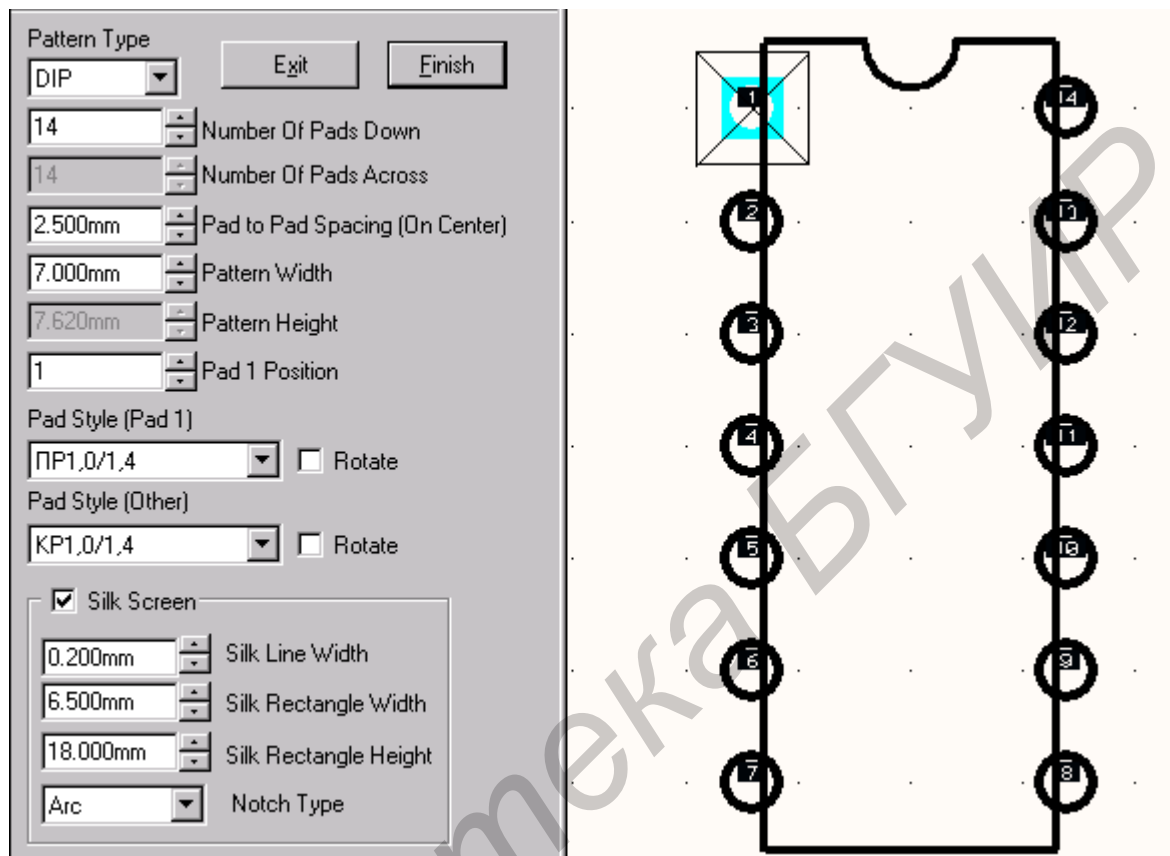 Pattern Type
DIP
Exit
Finish
14
Number Of Pads Down
14
Number Of Pads Across
2.500mm
Pad to Pad Spacing (On Center)
7.000mm
Pattern Width
7.620mm
Pattern Height
1
Pad 1 Position
Pad Style (Pad 1)
ПР1,0/1,4
Rotate
Pad Style (Other)
КР1,0/1,4
Rotate
Silk Screen
0.200mm
Silk Line Width
6.500mm
Silk Rectangle Width
18.000mm
Silk Rectangle Height
Arc
Notch Type
1
14
2
13
3
12
4
11
5
10
6
9
7
8
тека БГУИР